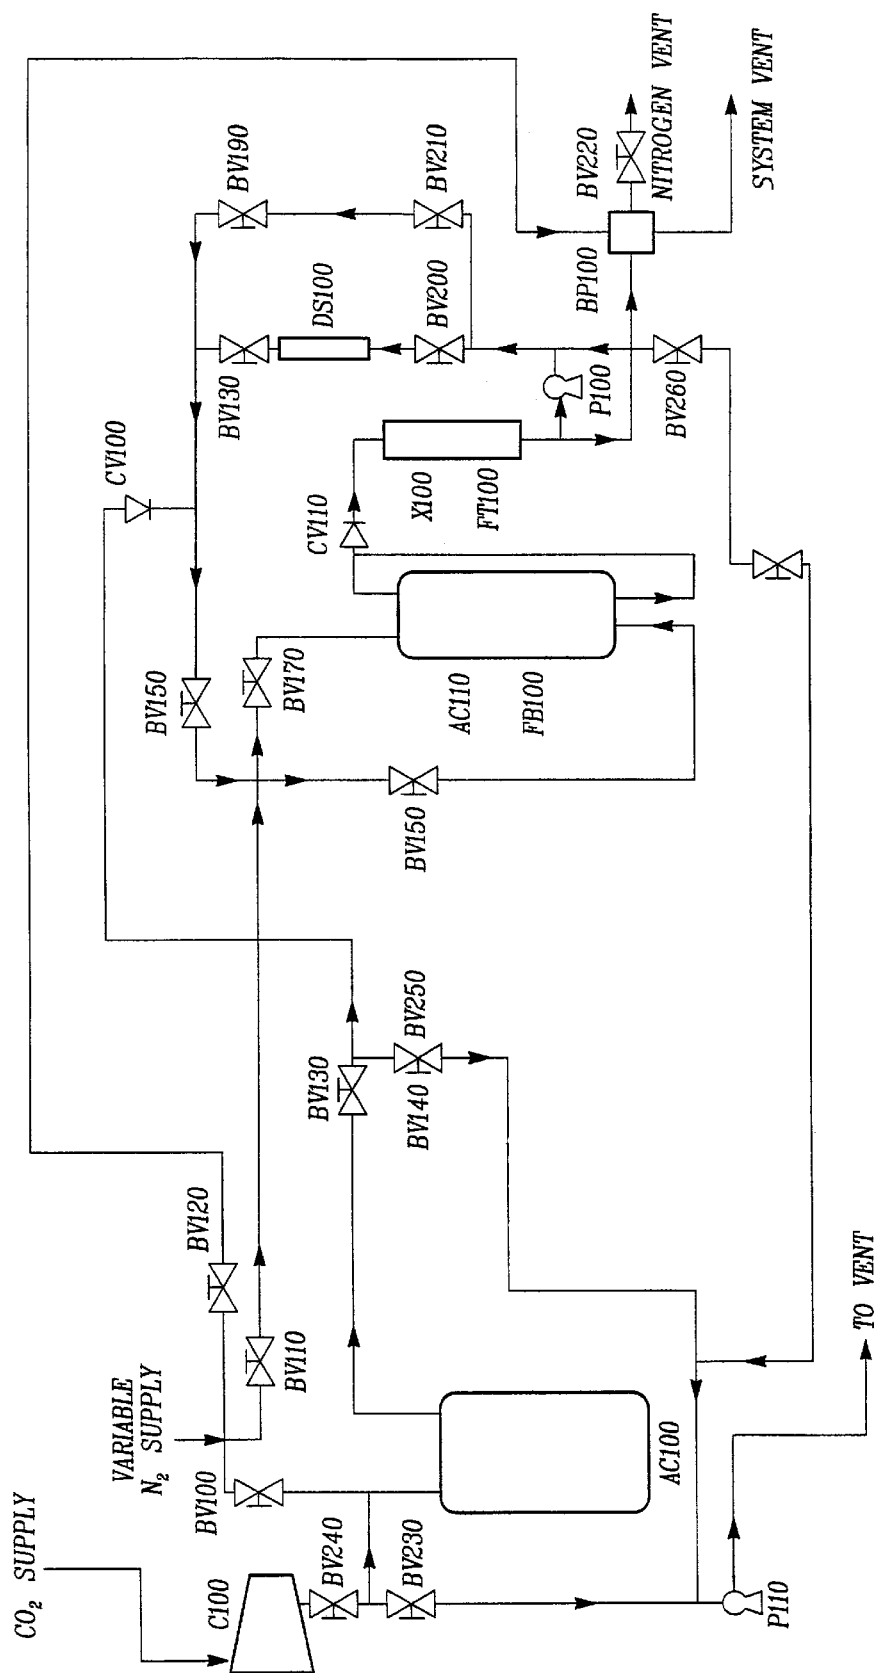 CO₂ SUPPLY
C100
VARIABLE
N₂ SUPPLY
BV100
BV240
BV230
P110
TO VENT
AC100
BV110
BV120
BV130
BV140
BV250
BV150
BV150
BV170
AC110
FB100
CV100
CV110
X100
FT100
BV130
DS100
BV190
BV200
BV210
P100
BV260
BP100
BV220
NITROGEN VENT
SYSTEM VENT